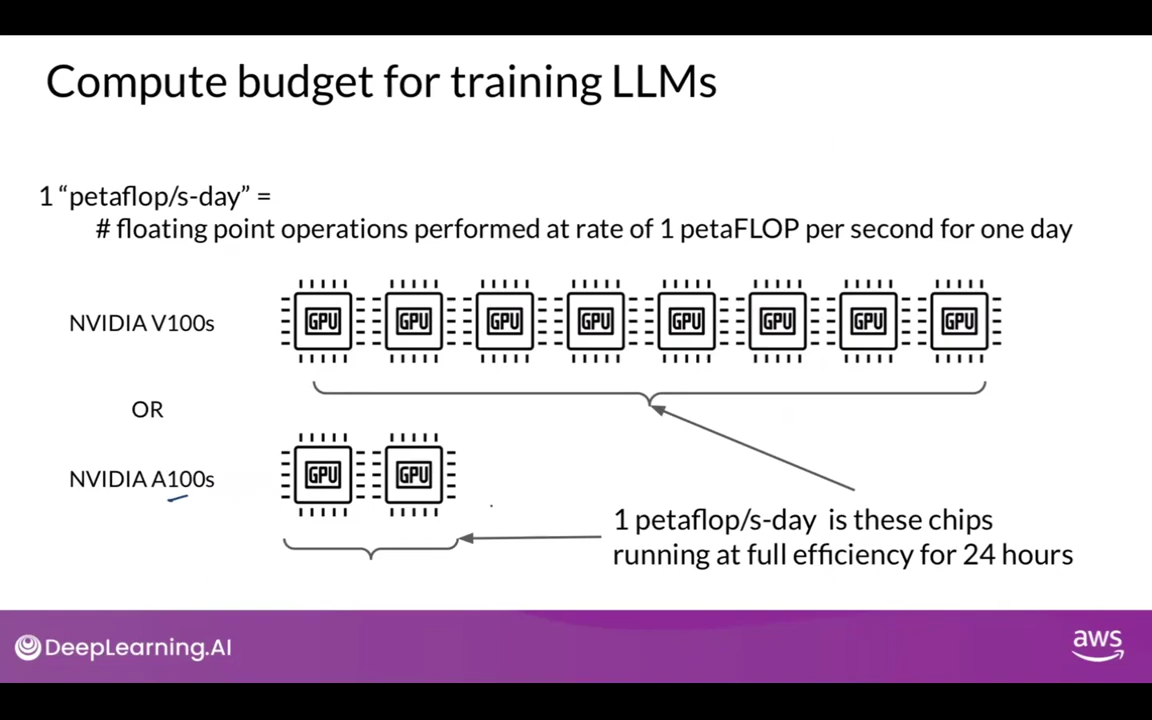 Compute budget for training LLMs
1 “petaflop/s-day” =
# floating point operations performed at rate of 1 petaFLOP per second for one day
NVIDIA V100s
GPU GPU GPU GPU GPU GPU GPU GPU
OR
NVIDIA A100s
GPU GPU
1 petaflop/s-day is these chips
running at full efficiency for 24 hours
DeepLearning.AI
aws